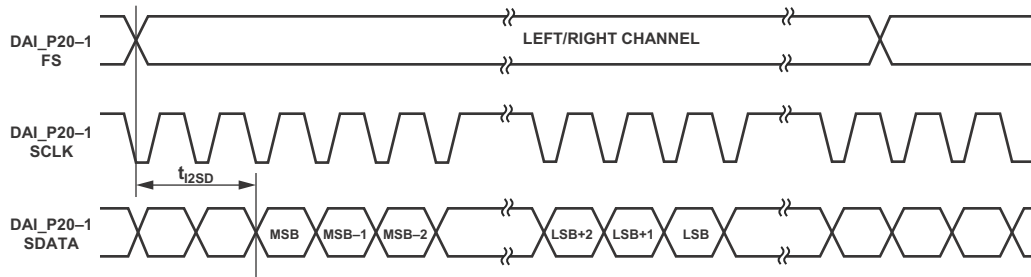 DAI_P20–1
FS
LEFT/RIGHT CHANNEL
DAI_P20–1
SCLK
tI2SD
DAI_P20–1
SDATA
MSB
MSB–1
MSB–2
LSB+2
LSB+1
LSB